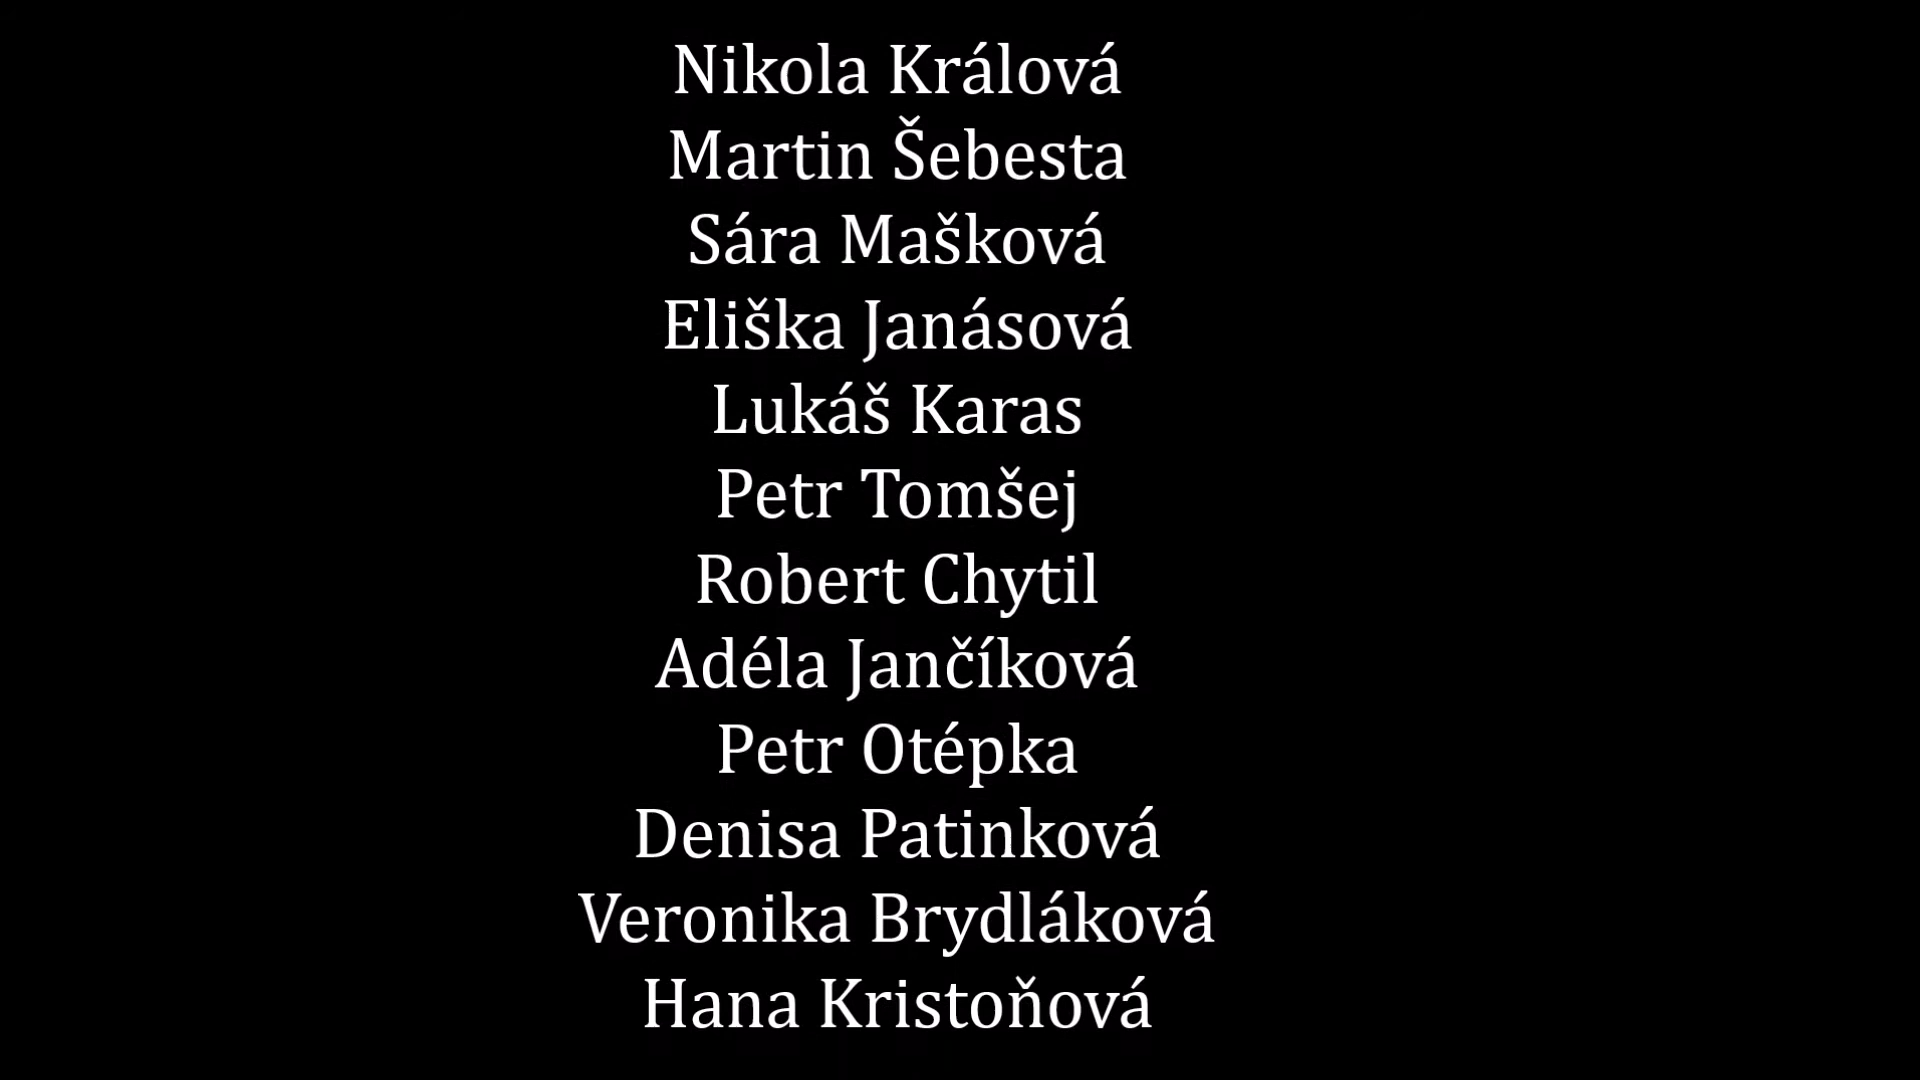 Nikola Králová
Martin Šebesta
Sára Mašková
Eliška Janásová
Lukáš Karas
Petr Tomšej
Robert Chytil
Adéla Jančíková
Petr Otépka
Denisa Patinková
Veronika Brydláková
Hana Kristoňová